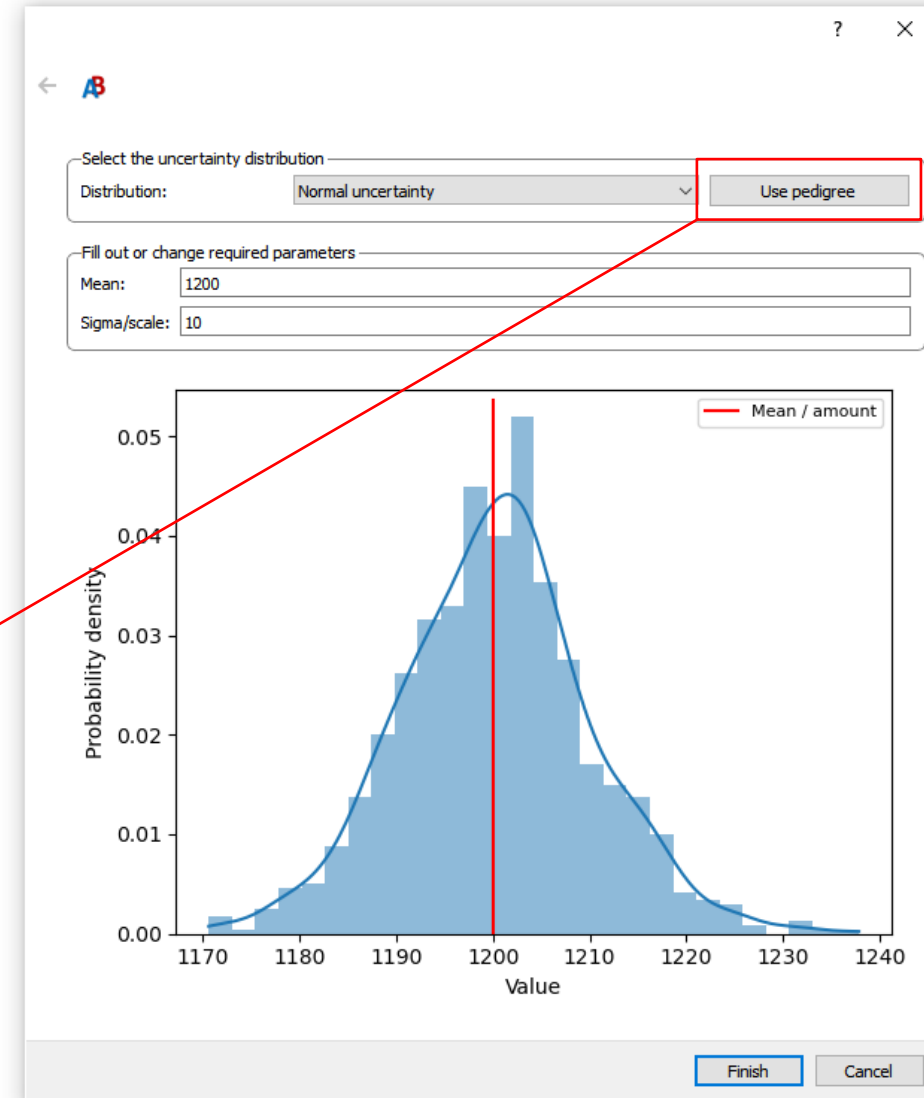 ?
AB
Select the uncertainty distribution
Distribution: Normal uncertainty Use pedigree
Fill out or change required parameters
Mean: 1200
Sigma/scale: 10
Mean / amount
0.05
0.04
0.03
0.02
0.01
0.00
Probability density
1170 1180 1190 1200 1210 1220 1230 1240
Value
Finish Cancel